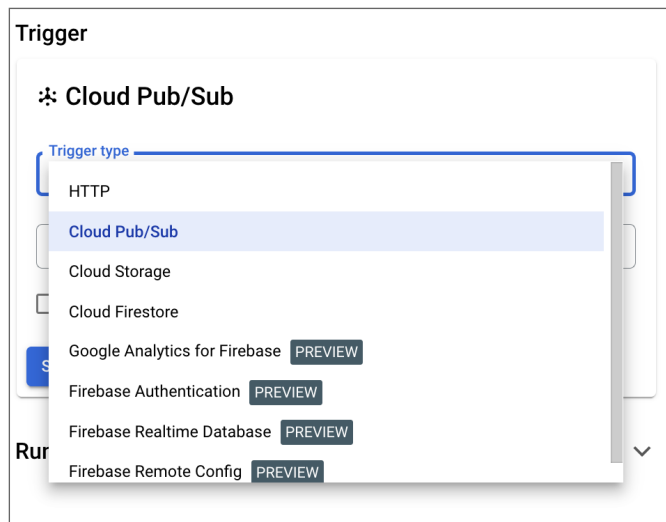 Trigger
Cloud Pub/Sub
Trigger type
HTTP
Cloud Pub/Sub
Cloud Storage
Cloud Firestore
Google Analytics for Firebase PREVIEW
Firebase Authentication PREVIEW
Firebase Realtime Database PREVIEW
Firebase Remote Config PREVIEW